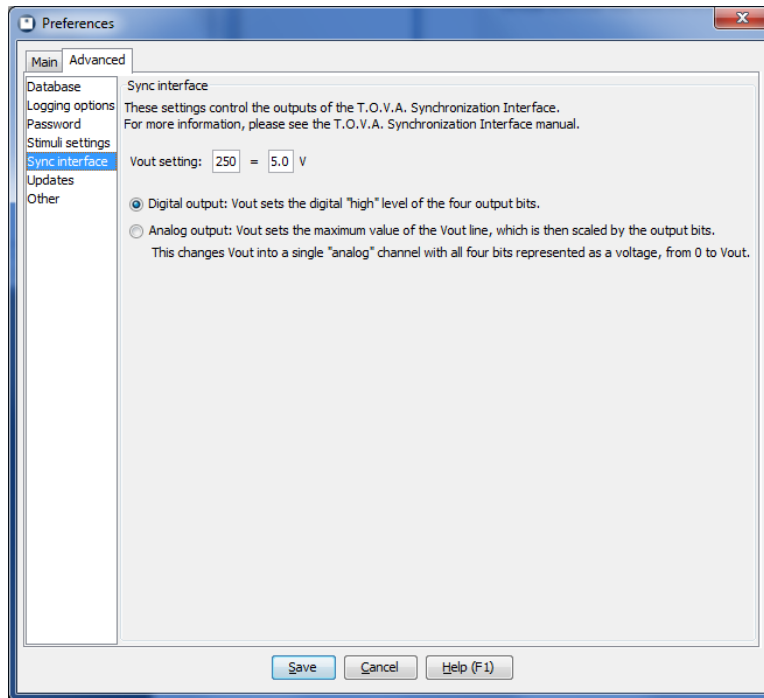 Preferences
Main Advanced
Database
Logging options
Password
Stimuli settings
Sync interface
Updates
Other
Sync interface
These settings control the outputs of the T.O.V.A. Synchronization Interface.
For more information, please see the T.O.V.A. Synchronization Interface manual.
Vout setting: 250 = 5.0 V
Digital output: Vout sets the digital "high" level of the four output bits.
Analog output: Vout sets the maximum value of the Vout line, which is then scaled by the output bits.
This changes Vout into a single "analog" channel with all four bits represented as a voltage, from 0 to Vout.
Save Cancel Help (F1)